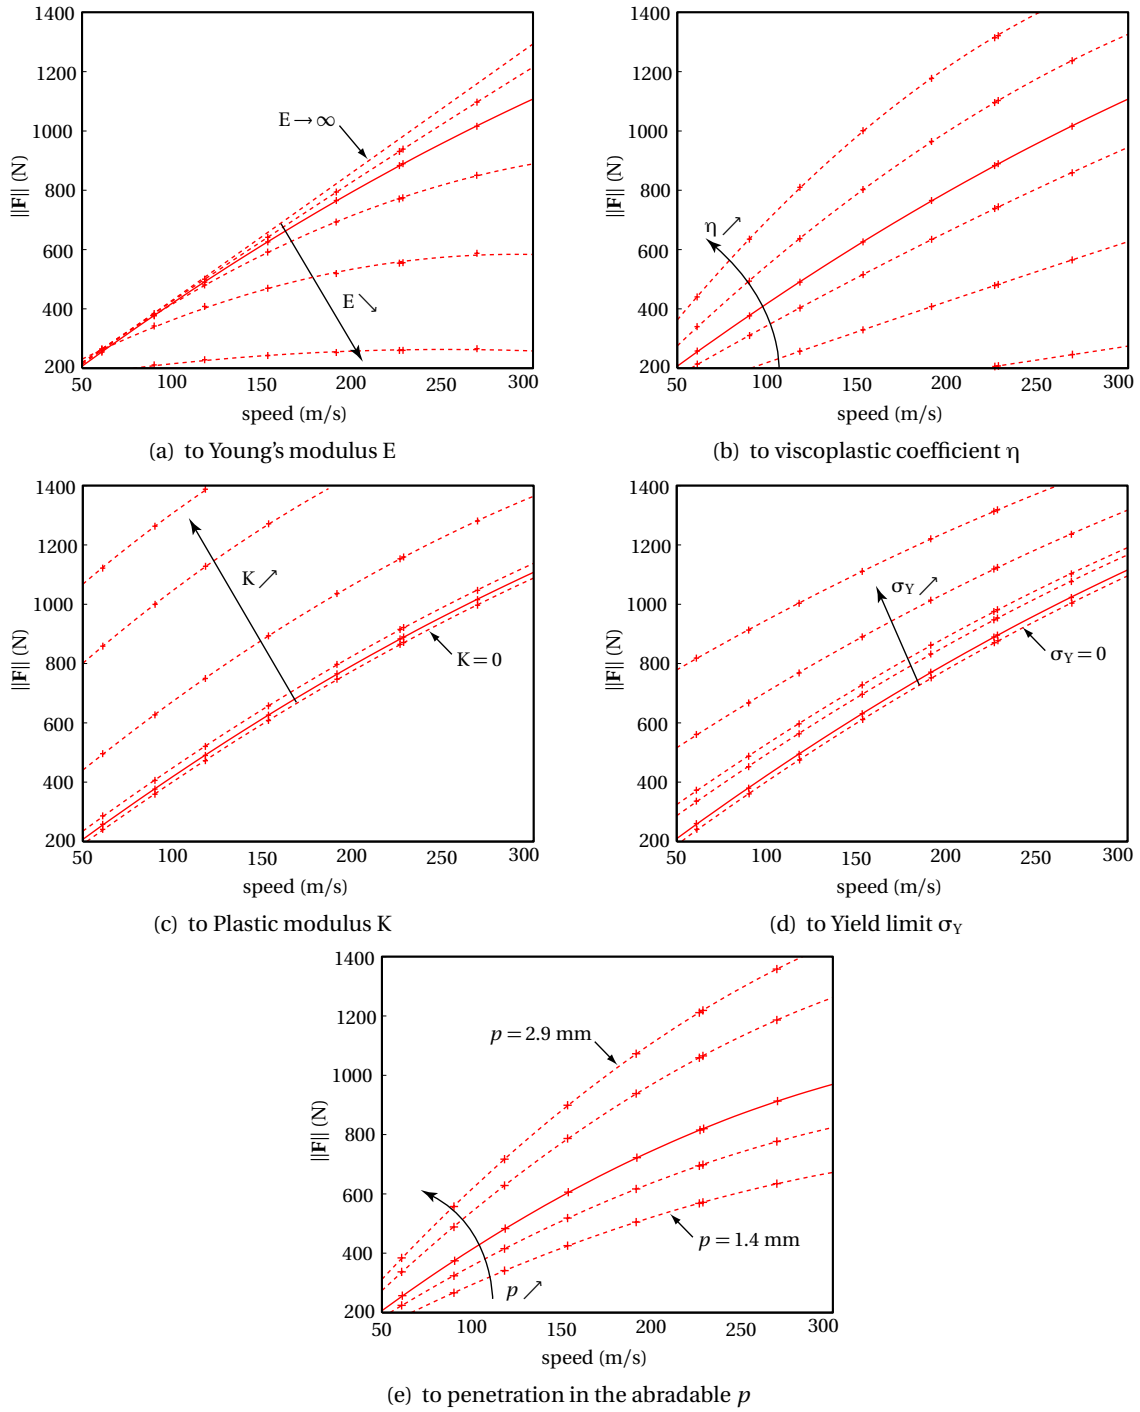 1400
1200
1000
800
600
400
200
||F|| (N)
E→∞
E↘
50 100 150 200 250 300
speed (m/s)
(a) to Young's modulus E
1400
1200
1000
800
600
400
200
||F|| (N)
η↗
50 100 150 200 250 300
speed (m/s)
(b) to viscoplastic coefficient η
1400
1200
1000
800
600
400
200
||F|| (N)
K↗
K=0
50 100 150 200 250 300
speed (m/s)
(c) to Plastic modulus K
1400
1200
1000
800
600
400
200
||F|| (N)
σY↗
σY=0
50 100 150 200 250 300
speed (m/s)
(d) to Yield limit σY
1400
1200
1000
800
600
400
200
||F|| (N)
p = 2.9 mm
p = 1.4 mm
p↗
50 100 150 200 250 300
speed (m/s)
(e) to penetration in the abradable p